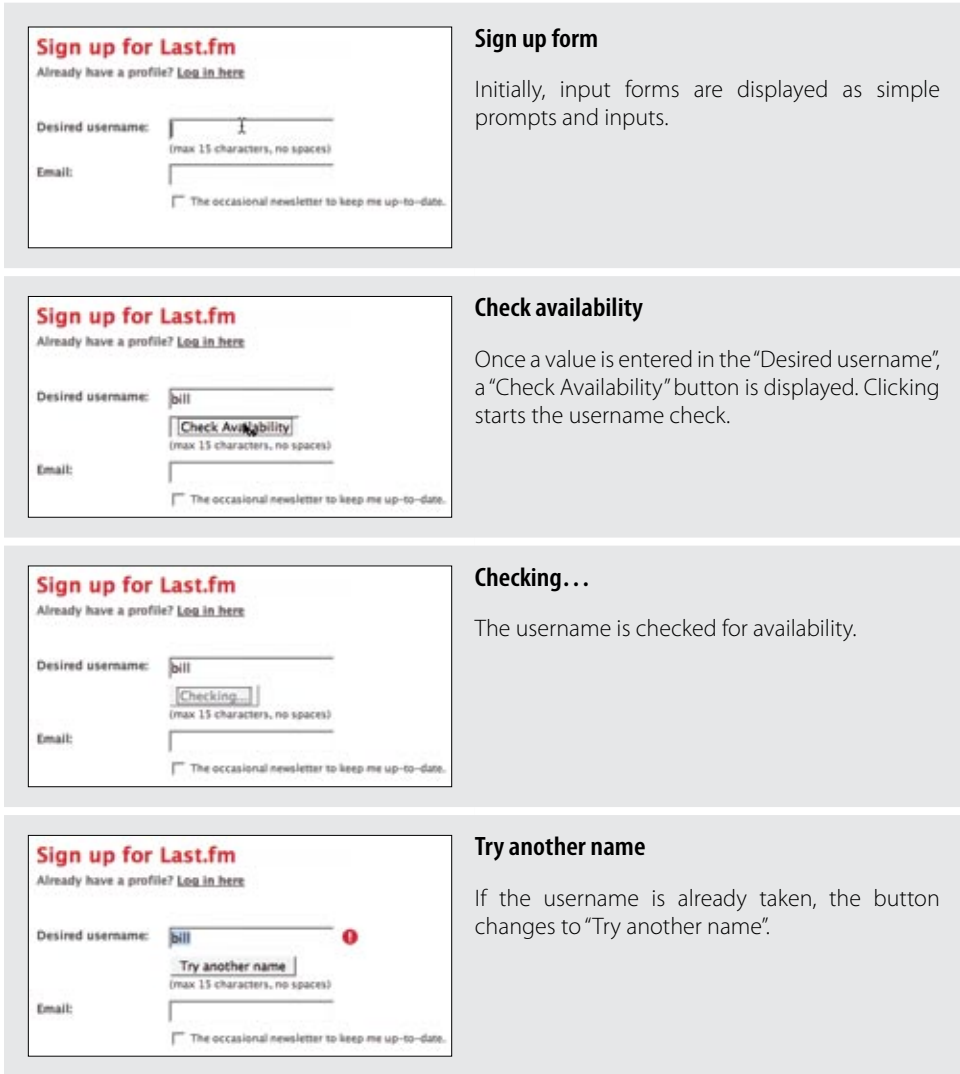 Sign up for Last.fm
Already have a profile? Log in here
Desired username:
(max 15 characters, no spaces)
Email:
The occasional newsletter to keep me up-to-date.
Sign up form
Initially, input forms are displayed as simple
prompts and inputs.
Sign up for Last.fm
Already have a profile? Log in here
Desired username: bill
Check Availability
(max 15 characters, no spaces)
Email:
The occasional newsletter to keep me up-to-date.
Check availability
Once a value is entered in the “Desired username”,
a “Check Availability” button is displayed. Clicking
starts the username check.
Sign up for Last.fm
Already have a profile? Log in here
Desired username: bill
Checking...
(max 15 characters, no spaces)
Email:
The occasional newsletter to keep me up-to-date.
Checking...
The username is checked for availability.
Sign up for Last.fm
Already have a profile? Log in here
Desired username: bill
Try another name
(max 15 characters, no spaces)
Email:
The occasional newsletter to keep me up-to-date.
Try another name
If the username is already taken, the button
changes to “Try another name”.